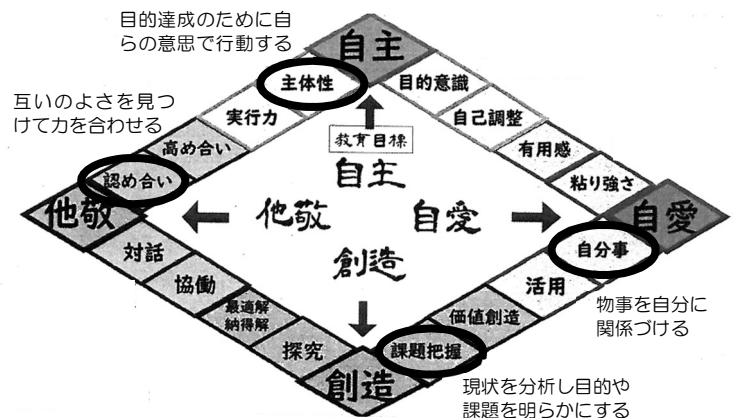 目的達成のために自
らの意思で行動する
自主
主体性
目的意識
互いのよさを見つ
けて力を合わせる
実行力
自己調整
高め合い
教育目標
有用感
認め合い
自主
粘り強さ
他敬
他敬
自愛
自愛
対話
創造
自分事
協働
活用
最適解
納得解
価値創造
物事を自分に
関係づける
探究
課題把握
創造
現状を分析し目的や
課題を明らかにする